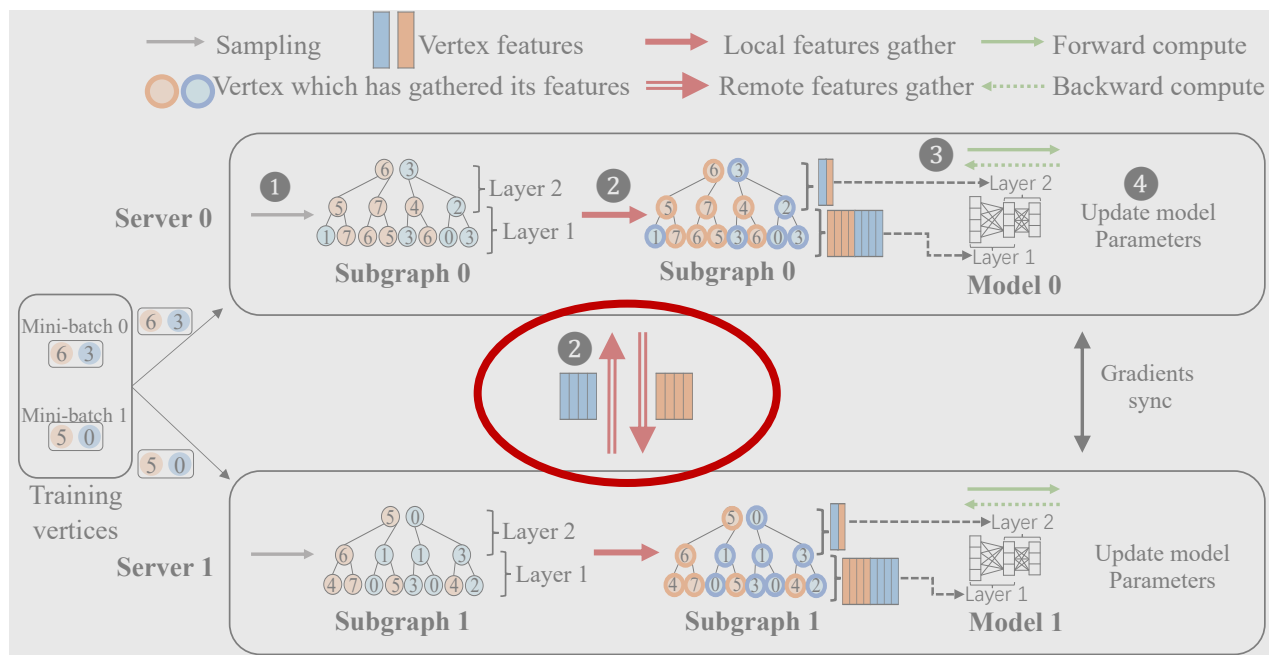 Sampling
Vertex features
Local features gather
Forward compute
Vertex which has gathered its features
Remote features gather
Backward compute
Server 0
1
6 3
5 7 4 2
1 7 6 5 3 6 0 3
Layer 2
Layer 1
Subgraph 0
2
6 3
5 7 4 2
1 7 6 5 3 6 0 3
Subgraph 0
3
Layer 2
Layer 1
Model 0
4
Update model
Parameters
Mini-batch 0
6 3
Mini-batch 1
5 0
Training
vertices
6 3
5 0
2
Gradients
sync
Server 1
5 0
6 1 1 3
4 7 0 5 3 0 4 2
Layer 2
Layer 1
Subgraph 1
5 0
6 1 1 3
4 7 0 5 3 0 4 2
Subgraph 1
Layer 2
Layer 1
Model 1
Update model
Parameters